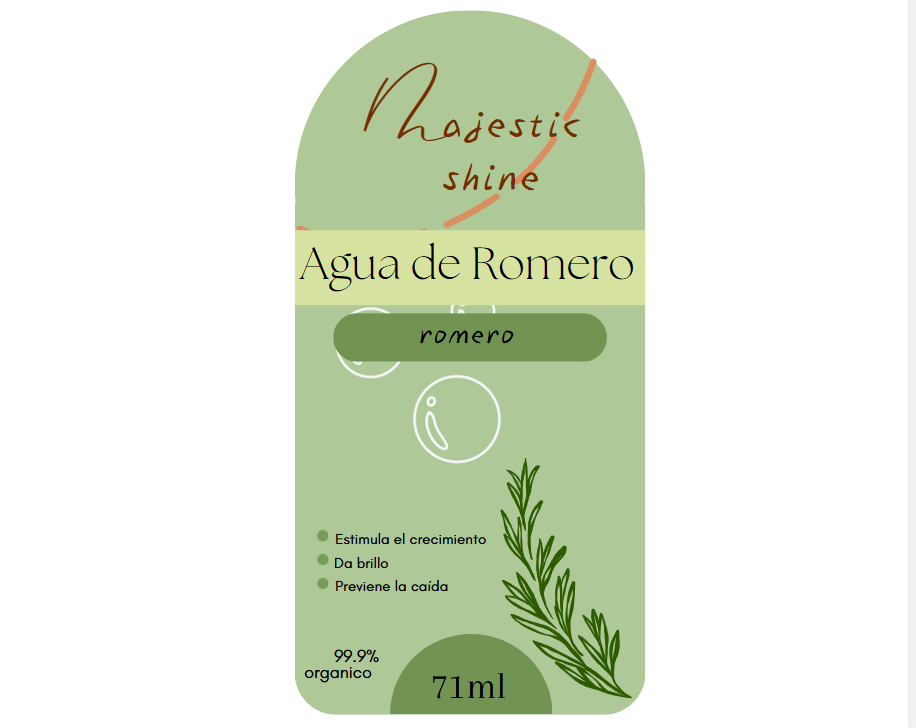 Majestic
shine
Agua de Romero
romero
Estimula el crecimiento
Da brillo
Previene la caída
99.9%
organico
71ml